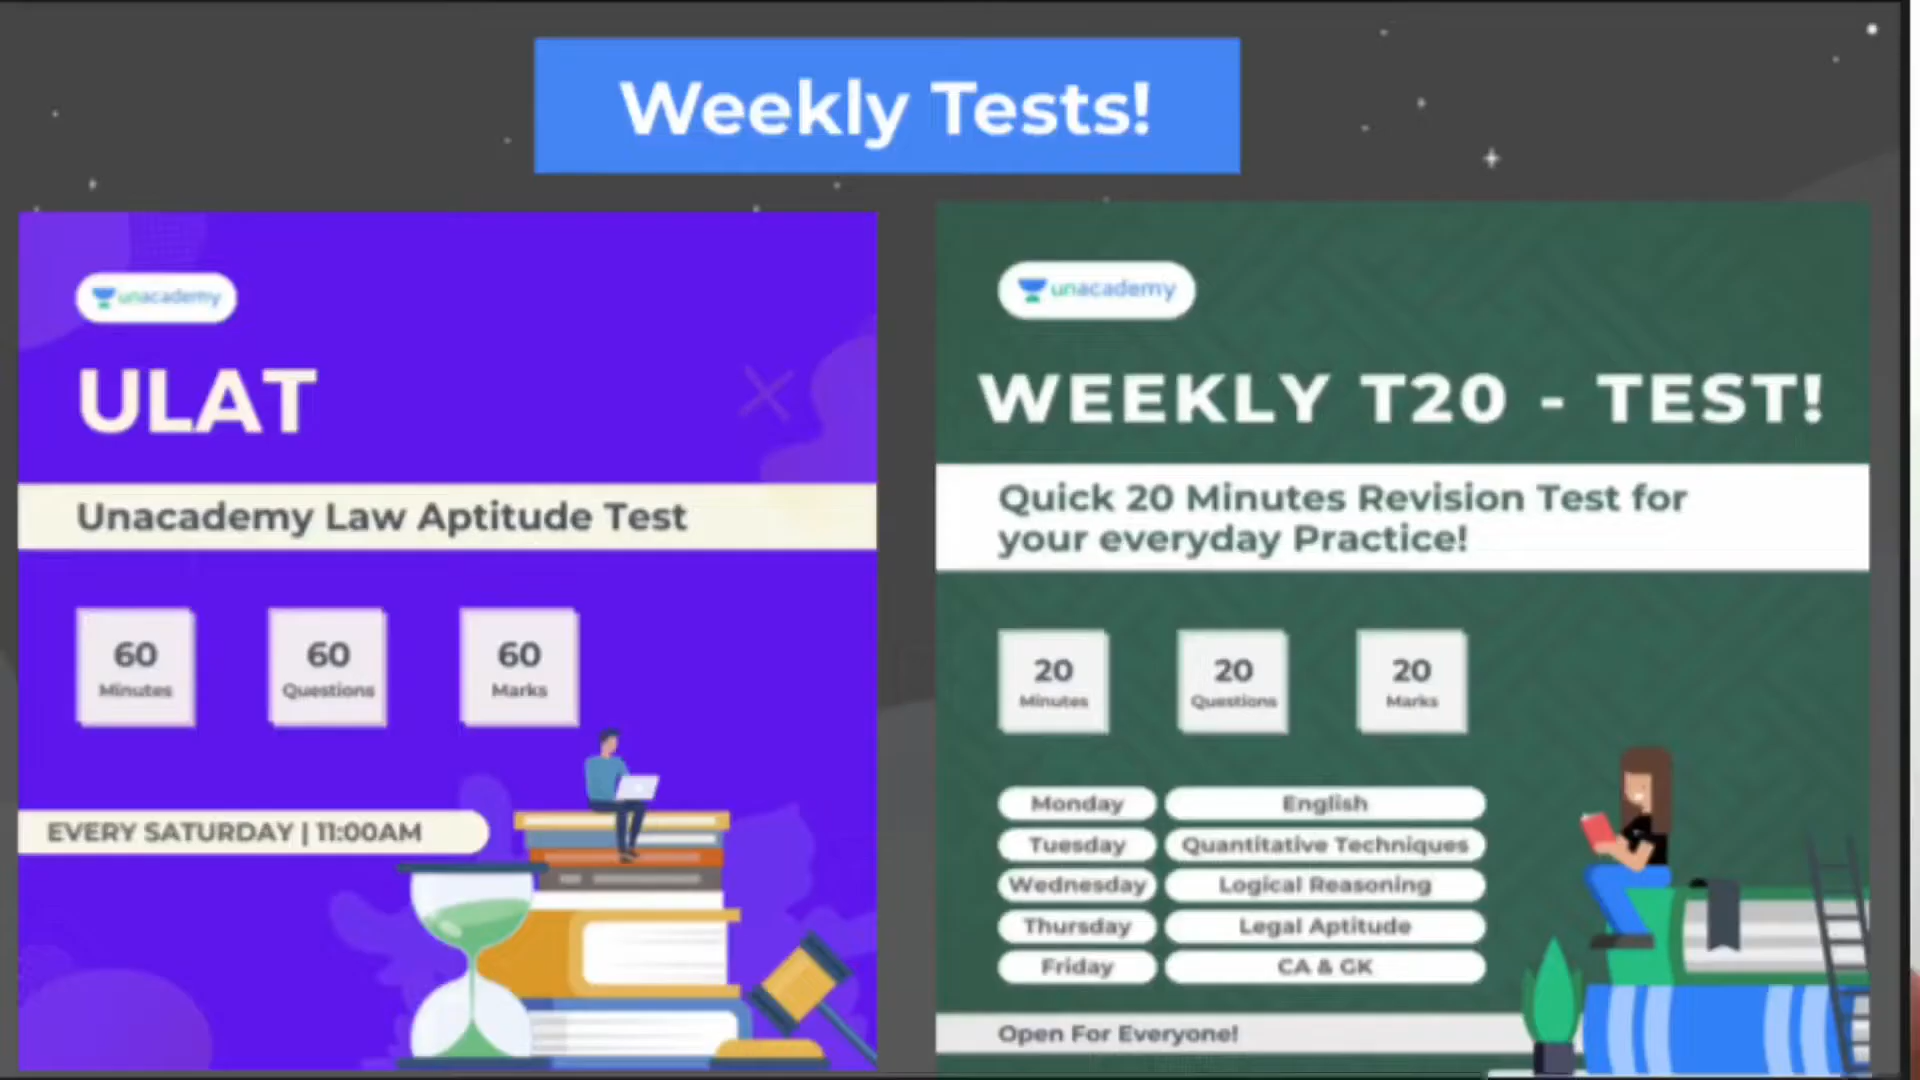 Weekly Tests!
unacademy
ULAT
Unacademy Law Aptitude Test
60
Minutes
60
Questions
60
Marks
EVERY SATURDAY | 11:00AM
unacademy
WEEKLY T20 - TEST!
Quick 20 Minutes Revision Test for
your everyday Practice!
20
Minutes
20
Questions
20
Marks
Monday English
Tuesday Quantitative Techniques
Wednesday Logical Reasoning
Thursday Legal Aptitude
Friday CA & GK
Open For Everyone!